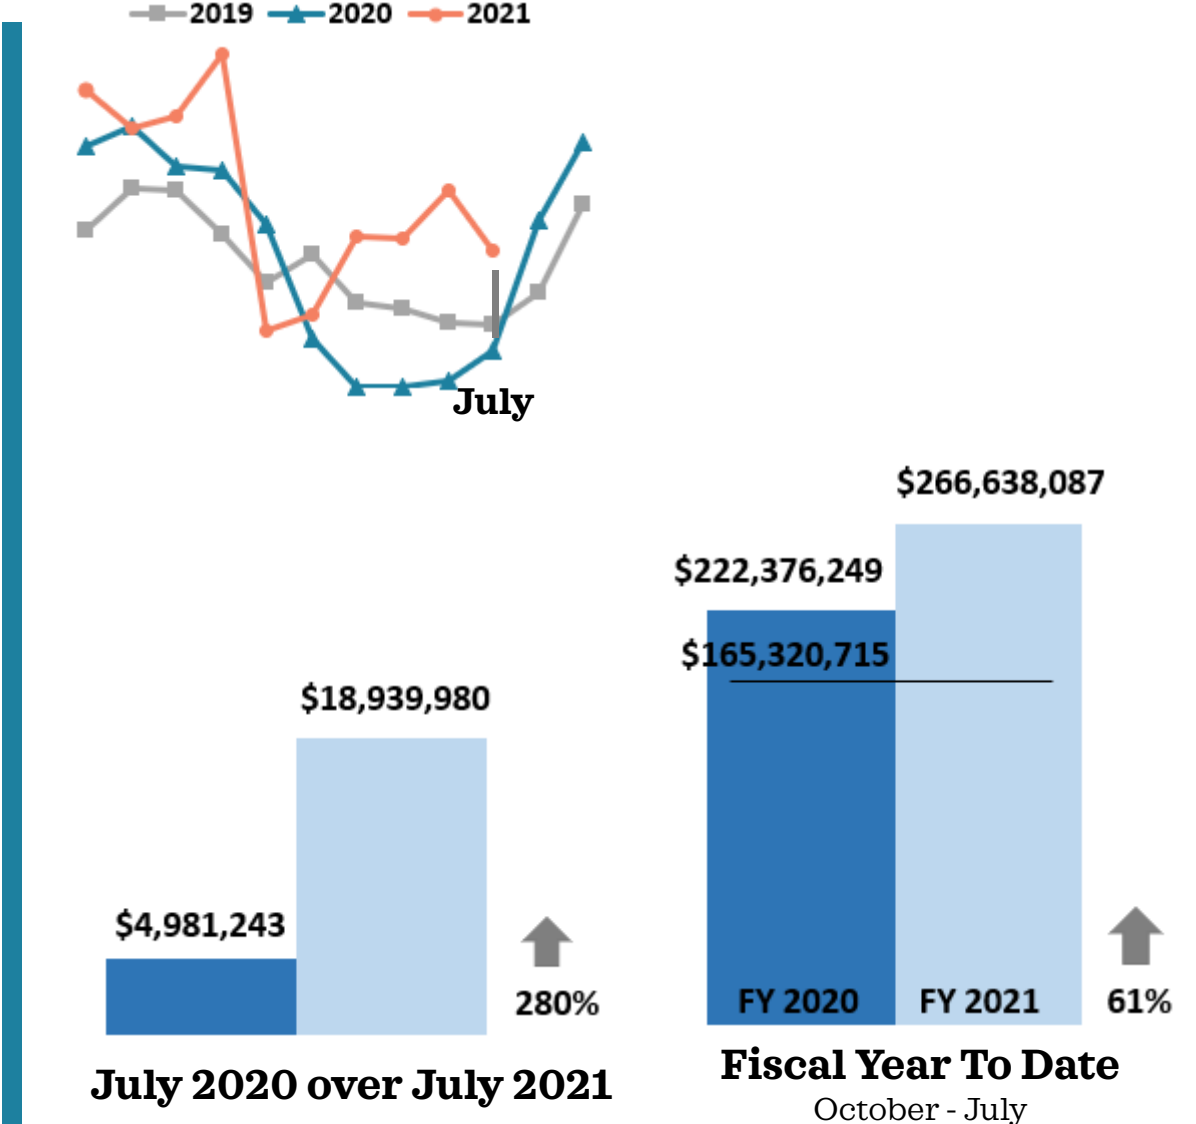 2019 2020 2021
July
$266,638,087
$222,376,249
$165,320,715
$18,939,980
$4,981,243
280%
FY 2020 FY 2021 61%
July 2020 over July 2021
Fiscal Year To Date
October - July